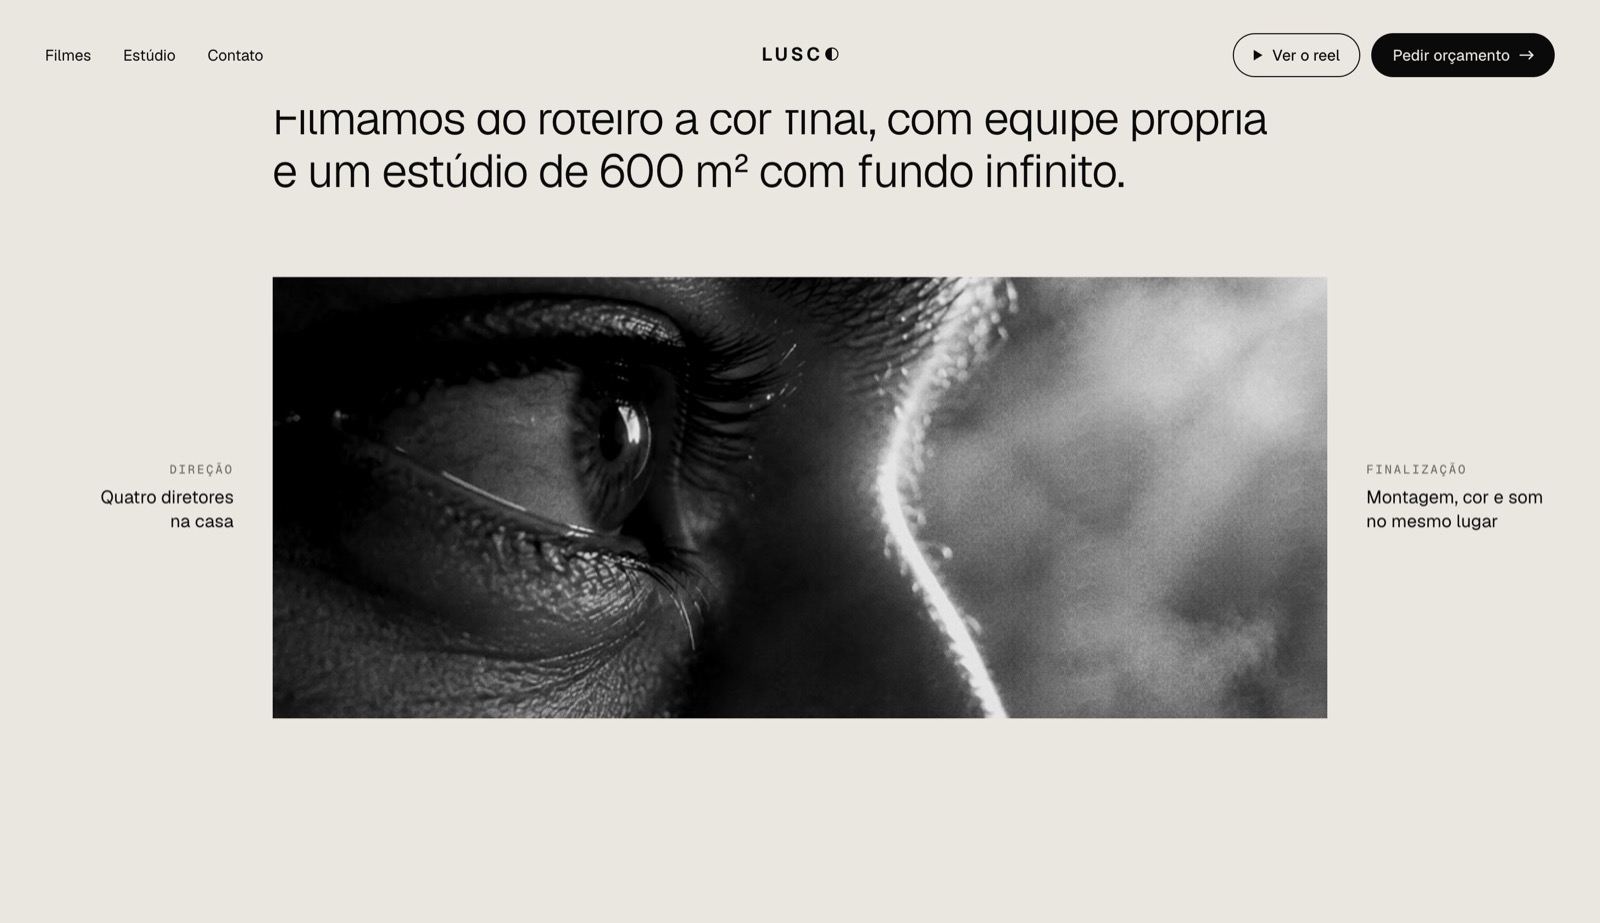 Filmes
Estúdio
Contato
LUSC
Ver o reel
Pedir orçamento →
Filmamos do roteiro à cor final, com equipe própria
e um estúdio de 600 m² com fundo infinito.
DIREÇÃO
Quatro diretores
na casa
FINALIZAÇÃO
Montagem, cor e som
no mesmo lugar